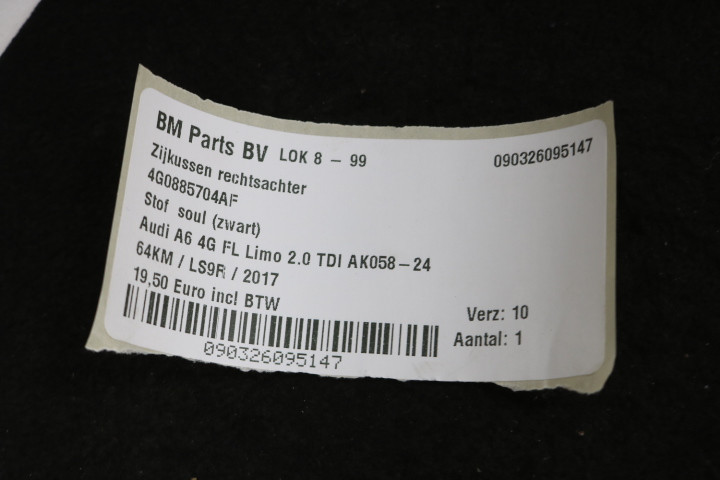 BM Parts BV LOK 8 - 99 090326095147
Zijkussen rechtsachter
4G0885704AF
Stof soul (zwart)
Audi A6 4G FL Limo 2.0 TDI AK058-24
64KM / LS9R / 2017
19,50 Euro incl BTW
Verz: 10
Aantal: 1
090326095147